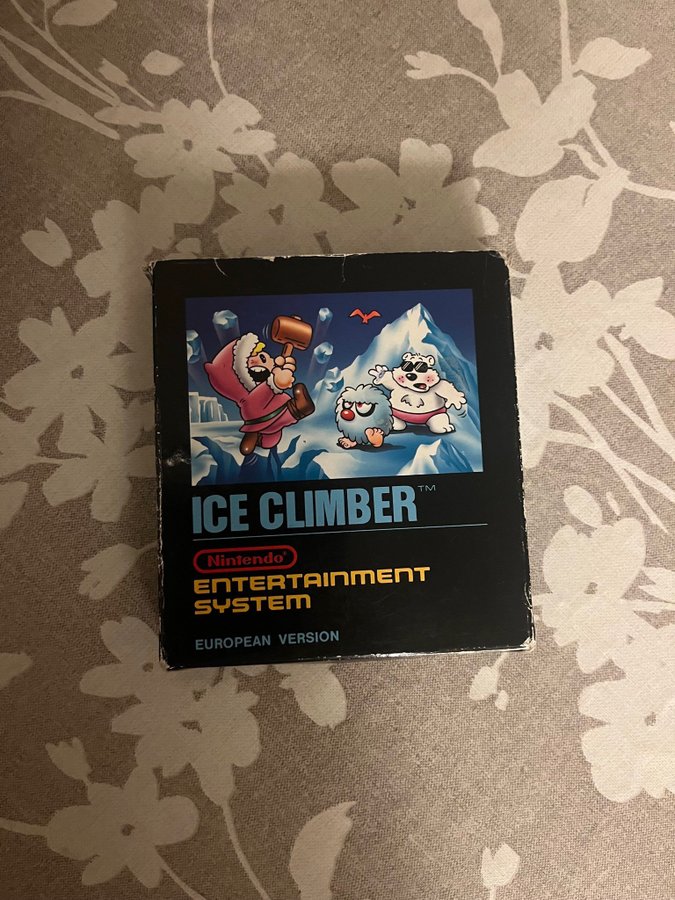 ICE CLIMBER™
Nintendo®
ENTERTAINMENT
SYSTEM
EUROPEAN VERSION